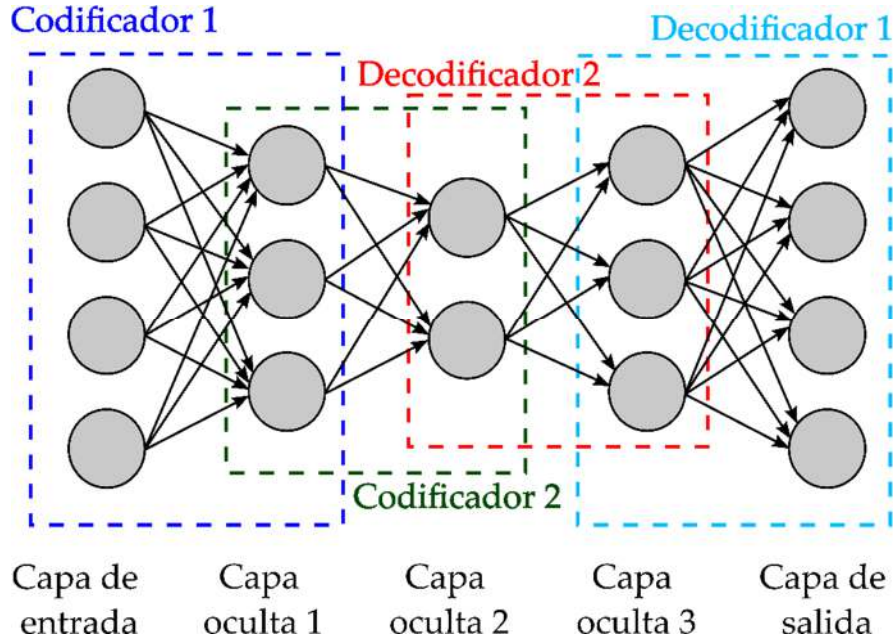 Codificador 1
Decodificador 1
Decodificador 2
Codificador 2
Capa de
entrada
Capa
oculta 1
Capa
oculta 2
Capa
oculta 3
Capa de
salida